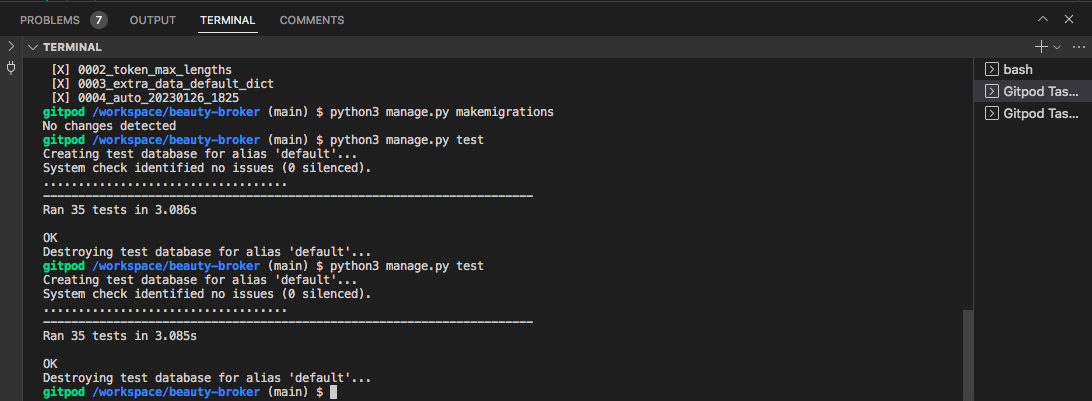 PROBLEMS 7 OUTPUT TERMINAL COMMENTS
TERMINAL
[X] 0002_token_max_lengths
[X] 0003_extra_data_default_dict
[X] 0004_auto_20230126_1825
gitpod /workspace/beauty-broker (main) $ python3 manage.py makemigrations
No changes detected
gitpod /workspace/beauty-broker (main) $ python3 manage.py test
Creating test database for alias 'default'...
System check identified no issues (0 silenced).
...................................
----------------------------------------------------------------------
Ran 35 tests in 3.086s
OK
Destroying test database for alias 'default'...
gitpod /workspace/beauty-broker (main) $ python3 manage.py test
Creating test database for alias 'default'...
System check identified no issues (0 silenced).
...................................
----------------------------------------------------------------------
Ran 35 tests in 3.085s
OK
Destroying test database for alias 'default'...
gitpod /workspace/beauty-broker (main) $
bash
Gitpod Tas...
Gitpod Tas...